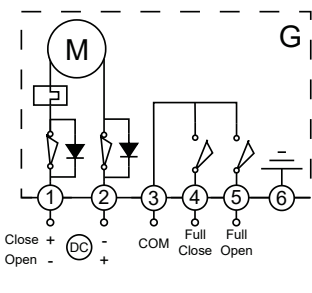 G
M
1 2 3 4 5 6
Close + DC - COM Full Close Full Open
Open - +